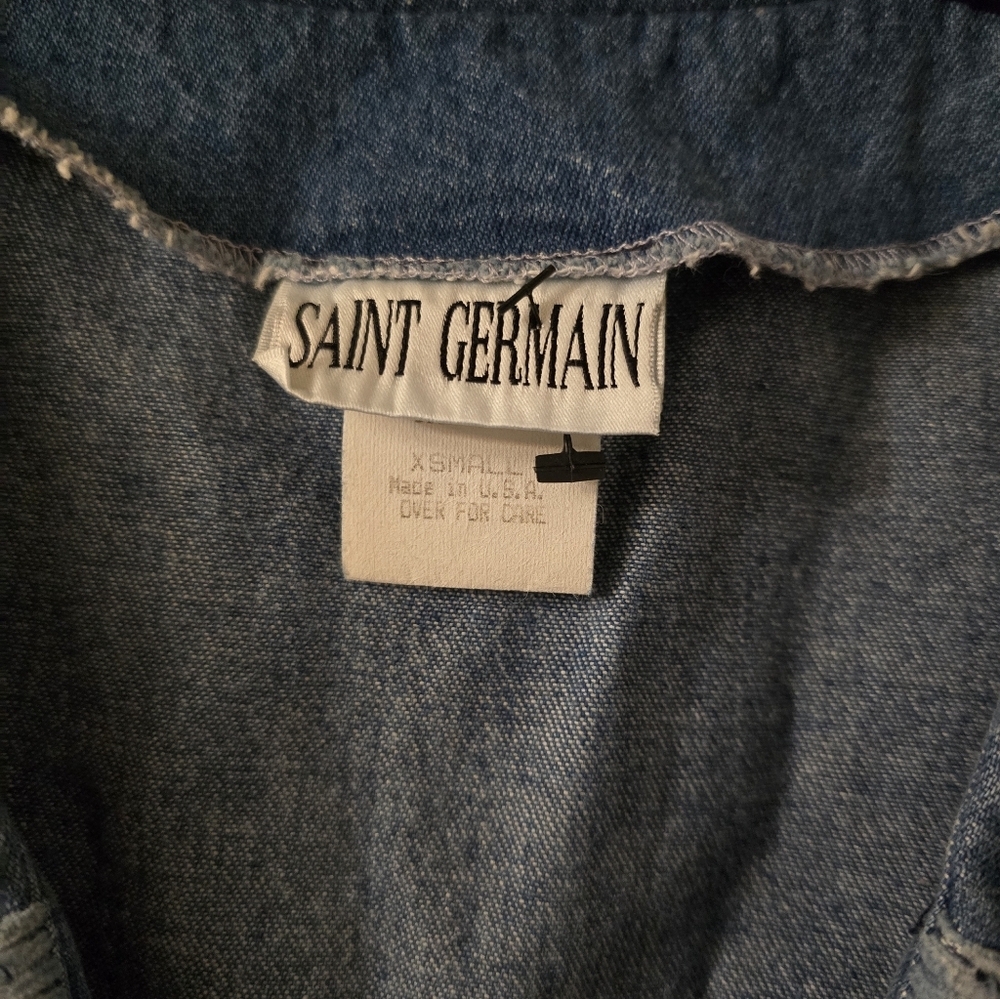 SAINT GERMAIN
XSMALL
Made in U.S.A.
OVER FOR CARE